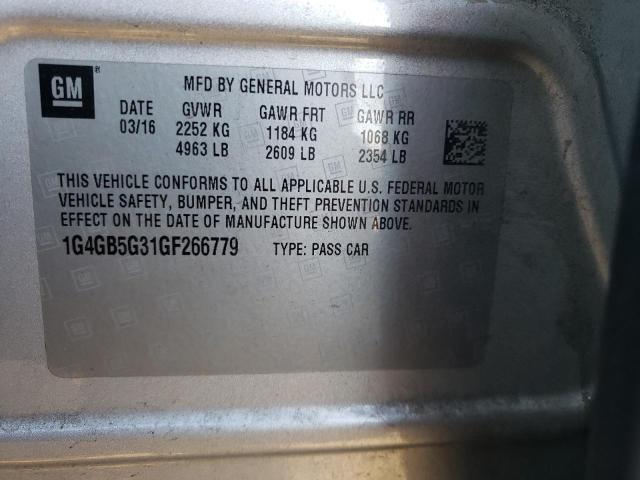 GM
MFD BY GENERAL MOTORS LLC
DATE GVWR GAWR FRT GAWR RR
03/16 2252 KG 1184 KG 1068 KG
4963 LB 2609 LB 2354 LB
THIS VEHICLE CONFORMS TO ALL APPLICABLE U.S. FEDERAL MOTOR
VEHICLE SAFETY, BUMPER, AND THEFT PREVENTION STANDARDS IN
EFFECT ON THE DATE OF MANUFACTURE SHOWN ABOVE.
1G4GB5G31GF266779 TYPE: PASS CAR